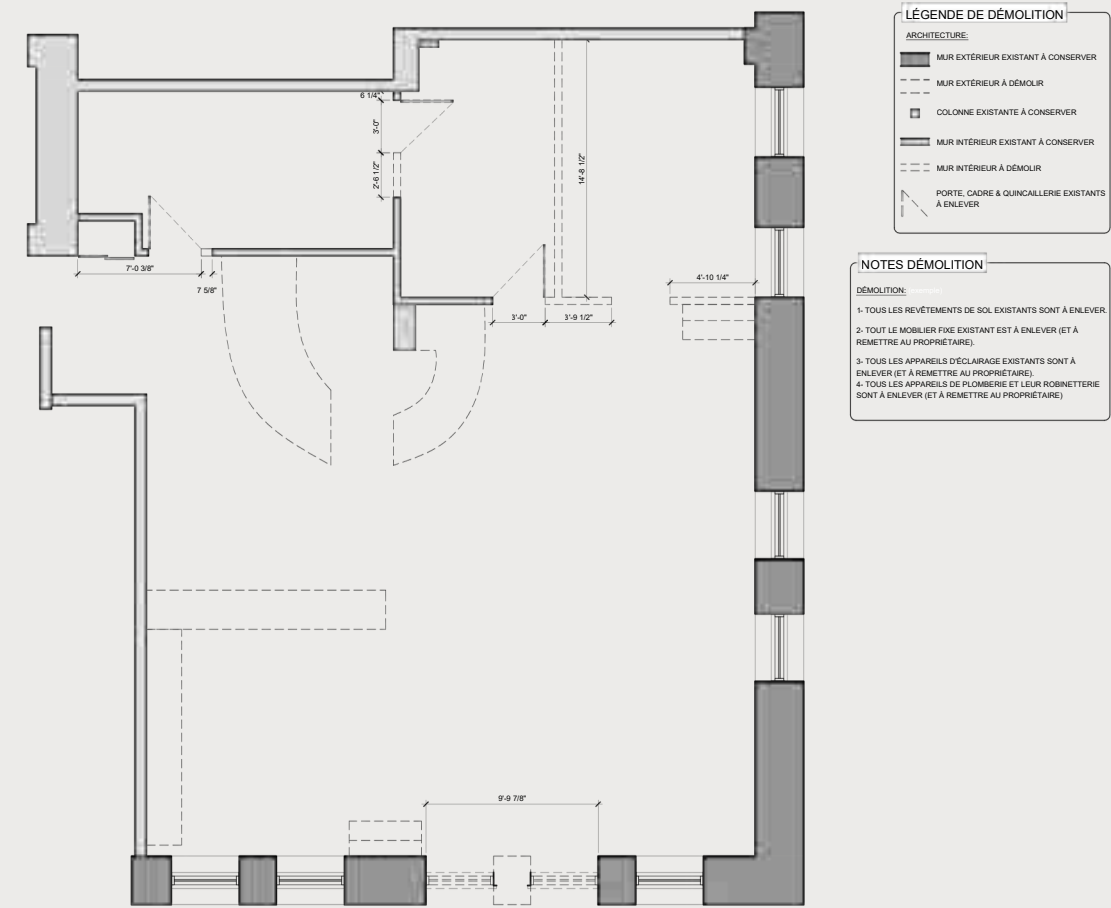 LÉGENDE DE DÉMOLITION
ARCHITECTURE:
MUR EXTÉRIEUR EXISTANT À CONSERVER
MUR EXTÉRIEUR À DÉMOLIR
COLONNE EXISTANTE À CONSERVER
MUR INTÉRIEUR EXISTANT À CONSERVER
MUR INTÉRIEUR À DÉMOLIR
PORTE, CADRE & QUINCAILLERIE EXISTANTS
À ENLEVER
NOTES DÉMOLITION
DÉMOLITION:
1- TOUS LES REVÊTEMENTS DE SOL EXISTANTS SONT À ENLEVER.
2- TOUT LE MOBILIER FIXE EXISTANT EST À ENLEVER (ET À
REMETTRE AU PROPRIÉTAIRE).
3- TOUS LES APPAREILS D'ÉCLAIRAGE EXISTANTS SONT À
ENLEVER (ET À REMETTRE AU PROPRIÉTAIRE).
4- TOUS LES APPAREILS DE PLOMBERIE ET LEUR ROBINETTERIE
SONT À ENLEVER (ET À REMETTRE AU PROPRIÉTAIRE)
6 1/4"
3'-0"
2'-6 1/2"
14'-8 1/2"
7'-0 3/8"
7 5/8"
4'-10 1/4"
3'-0"
3'-9 1/2"
9'-9 7/8"